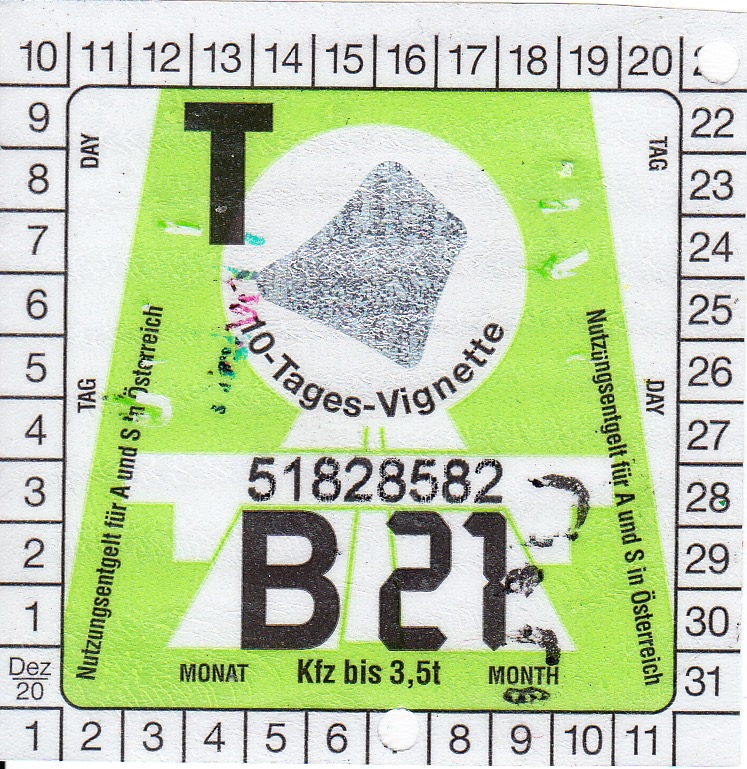 10 11 12 13 14 15 16 17 18 19 20
9 22
8 23
7 24
6 25
5 26
4 27
3 28
2 29
1 30
Dez 31
20
1 2 3 4 5 6 8 9 10 11
DAY
TAG
T
10-Tages-Vignette
TAG
DAY
Nutzungsentgelt für A und S in Österreich
Nutzungsentgelt für A und S in Österreich
51828582
B 21
MONAT Kfz bis 3,5t MONTH